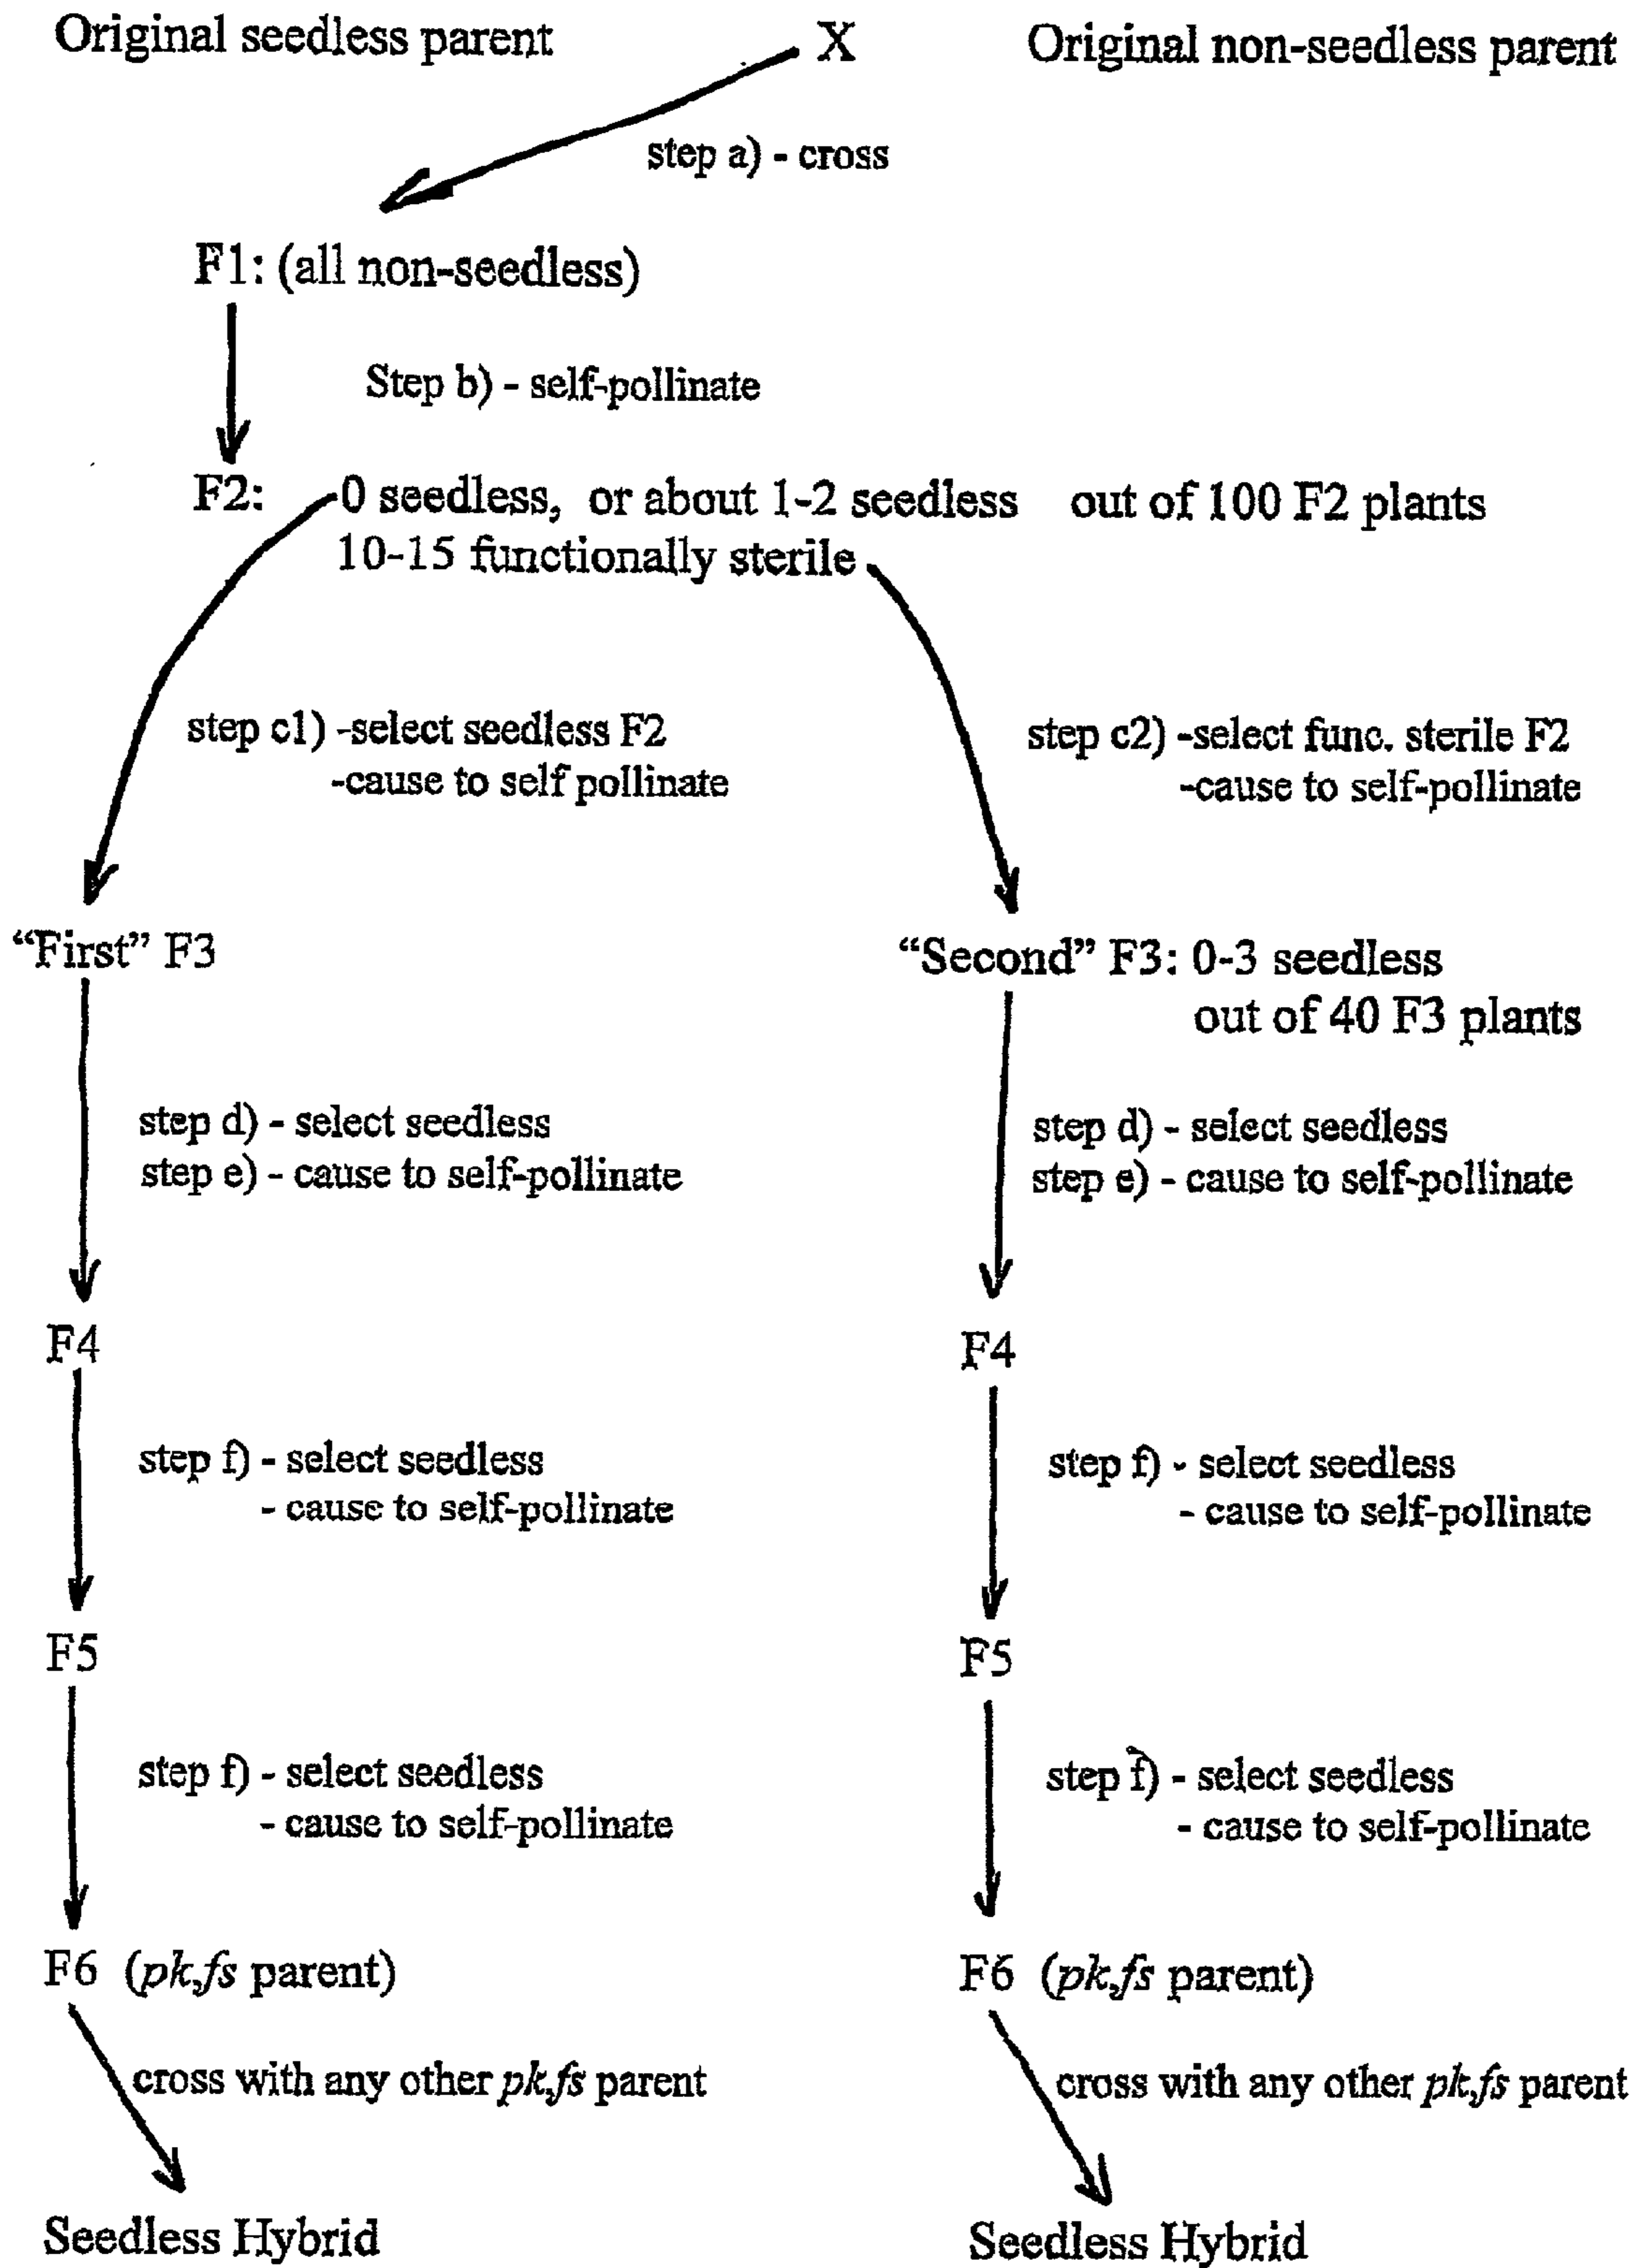 Original seedless parent X Original non-seedless parent
step a) - cross
F1: (all non-seedless)
Step b) - self-pollinate
F2: 0 seedless, or about 1-2 seedless out of 100 F2 plants
10-15 functionally sterile
step c1) -select seedless F2
-cause to self pollinate
step c2) -select func. sterile F2
-cause to self-pollinate
“First” F3
“Second” F3: 0-3 seedless
out of 40 F3 plants
step d) - select seedless
step e) - cause to self-pollinate
step d) - select seedless
step e) - cause to self-pollinate
F4
F4
step f) - select seedless
- cause to self-pollinate
step f) - select seedless
- cause to self-pollinate
F5
F5
step f) - select seedless
- cause to self-pollinate
step f) - select seedless
- cause to self-pollinate
F6 (pk,fs parent)
F6 (pk,fs parent)
cross with any other pk,fs parent
cross with any other pk,fs parent
Seedless Hybrid
Seedless Hybrid